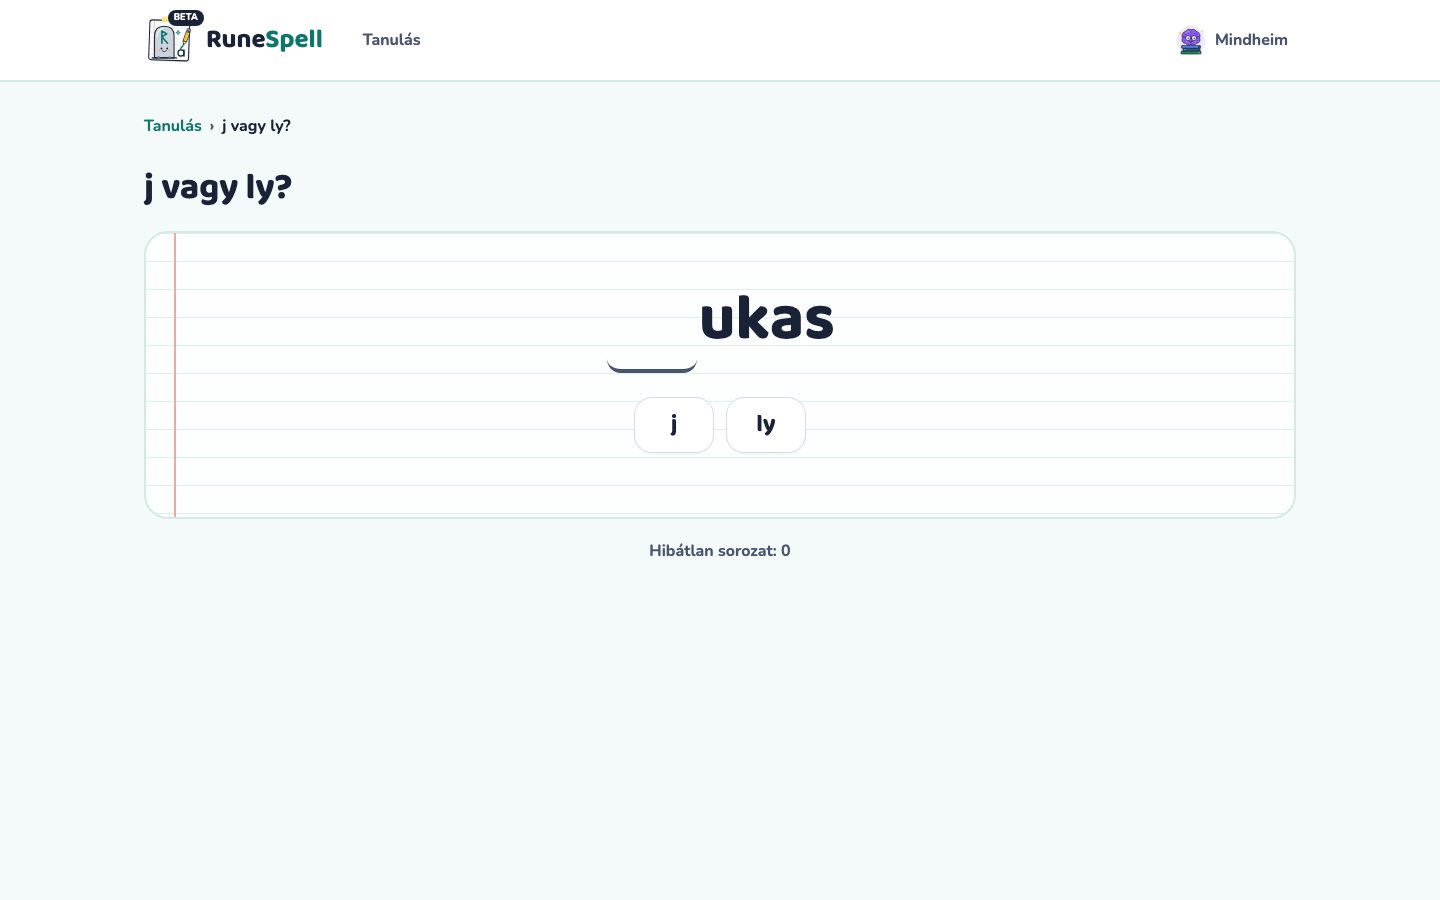 BETA
RuneSpell
Tanulás
Mindheim
Tanulás › j vagy ly?
j vagy ly?
ukas
j ly
Hibátlan sorozat: 0